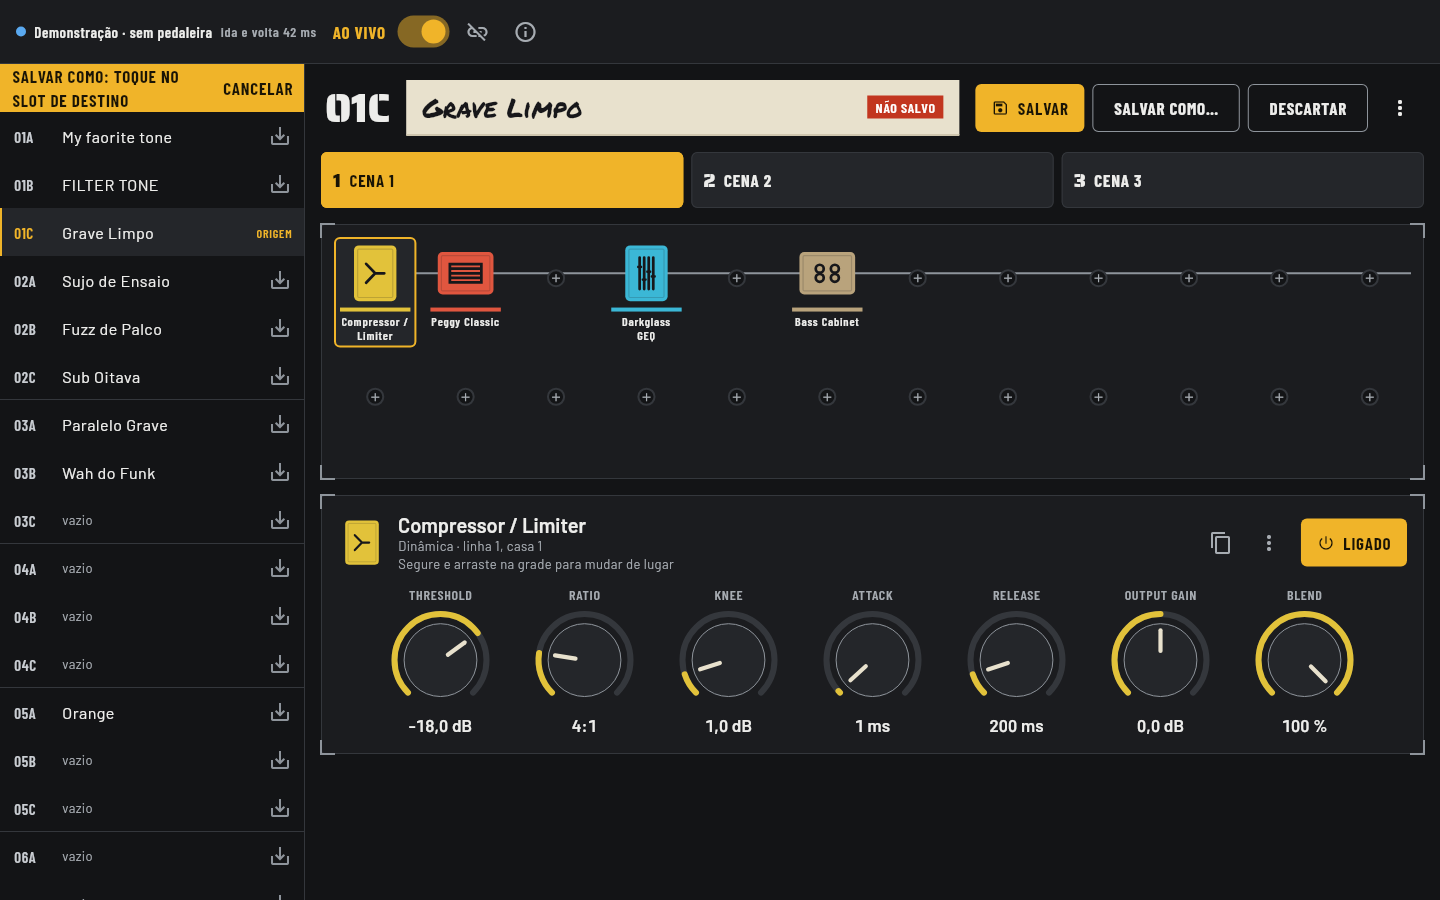 Demonstração · sem pedaleira
Ida e volta 42 ms
AO VIVO
SALVAR COMO: TOQUE NO
SLOT DE DESTINO
CANCELAR
01A My faorite tone
01B FILTER TONE
01C Grave Limpo ORIGEM
02A Sujo de Ensaio
02B Fuzz de Palco
02C Sub Oitava
03A Paralelo Grave
03B Wah do Funk
03C vazio
04A vazio
04B vazio
04C vazio
05A Orange
05B vazio
05C vazio
06A vazio
01C
Grave Limpo
NÃO SALVO
SALVAR
SALVAR COMO...
DESCARTAR
1 CENA 1
2 CENA 2
3 CENA 3
88
Compressor /
Limiter
Peggy Classic
Darkglass
GEQ
Bass Cabinet
Compressor / Limiter
Dinâmica · linha 1, casa 1
Segure e arraste na grade para mudar de lugar
LIGADO
THRESHOLD
RATIO
KNEE
ATTACK
RELEASE
OUTPUT GAIN
BLEND
-18,0 dB
4:1
1,0 dB
1 ms
200 ms
0,0 dB
100 %